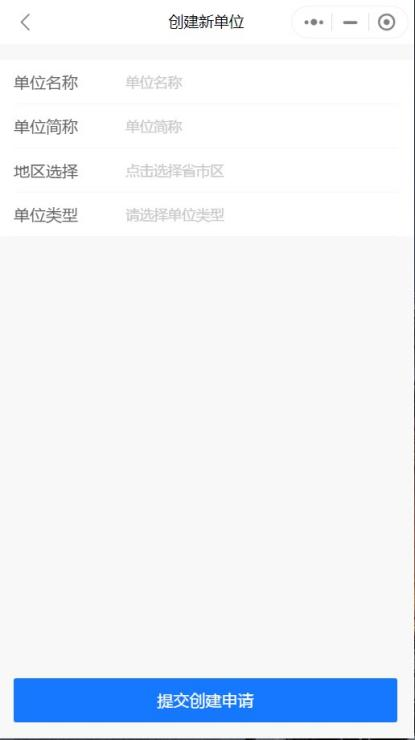 创建新单位
单位名称 单位名称
单位简称 单位简称
地区选择 点击选择省市区
单位类型 请选择单位类型
提交创建申请